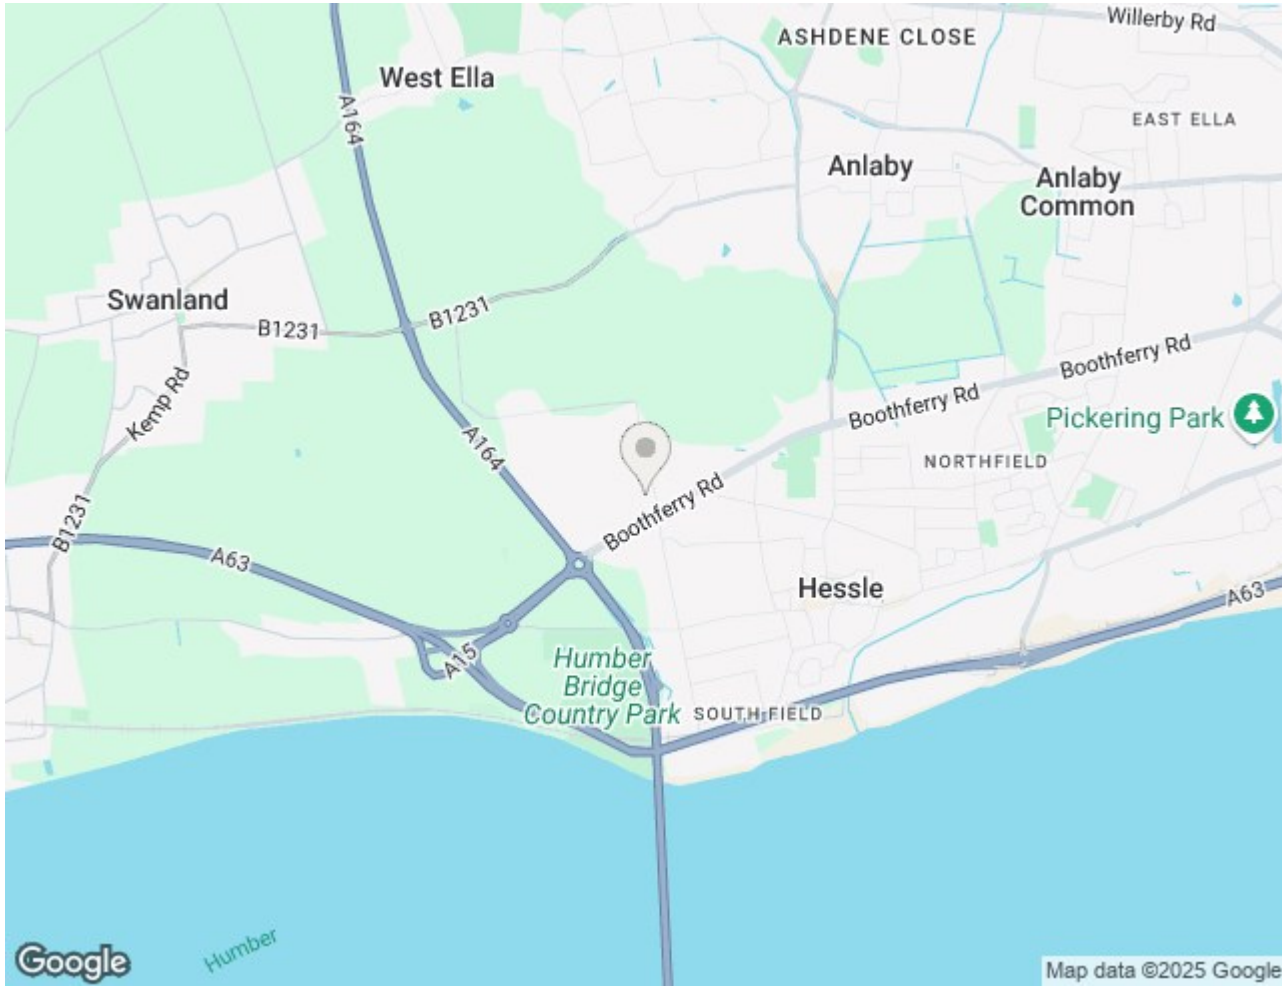 Willerby Rd
ASHDENE CLOSE
West Ella
A164
EAST ELLA
Anlaby
Anlaby
Common
Swanland
B1231
B1231
Boothferry Rd
Kemp Rd
Boothferry Rd
Pickering Park
A164
NORTHFIELD
Boothferry Rd
B1231
A63
Hessle
A63
A15
Humber
Bridge
Country Park
SOUTH FIELD
Humber
Google
Map data ©2025 Google